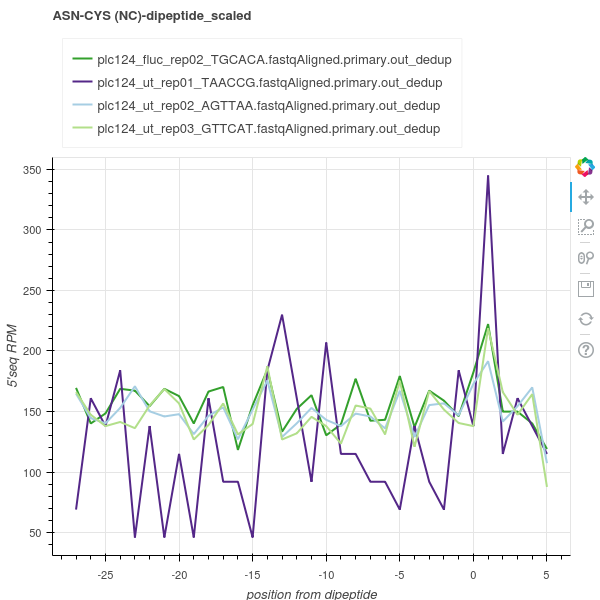 ASN-CYS (NC)-dipeptide_scaled
plc124_fluc_rep02_TGCACA.fastqAligned.primary.out_dedup
plc124_ut_rep01_TAACCG.fastqAligned.primary.out_dedup
plc124_ut_rep02_AGTTAA.fastqAligned.primary.out_dedup
plc124_ut_rep03_GTTCAT.fastqAligned.primary.out_dedup
350
300
250
200
150
100
50
5'seq RPM
-25 -20 -15 -10 -5 0 5
position from dipeptide